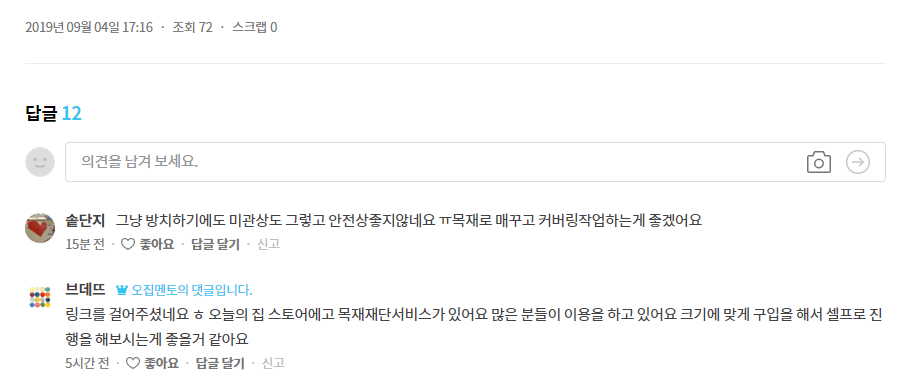 2019년 09월 04일 17:16 · 조회 72 · 스크랩 0
답글 12
의견을 남겨 보세요.
솥단지 그냥 방치하기에도 미관상도 그렇고 안전상좋지않네요 ㅠ목재로 매꾸고 커버링작업하는게 좋겠어요
15분 전 · 좋아요 · 답글 달기 · 신고
브데뜨 오집멘토의 댓글입니다.
링크를 걸어주셨네요 ㅎ 오늘의 집 스토어에고 목재재단서비스가 있어요 많은 분들이 이용을 하고 있어요 크기에 맞게 구입을 해서 셀프로 진
행을 해보시는게 좋을거 같아요
5시간 전 · 좋아요 · 답글 달기 · 신고